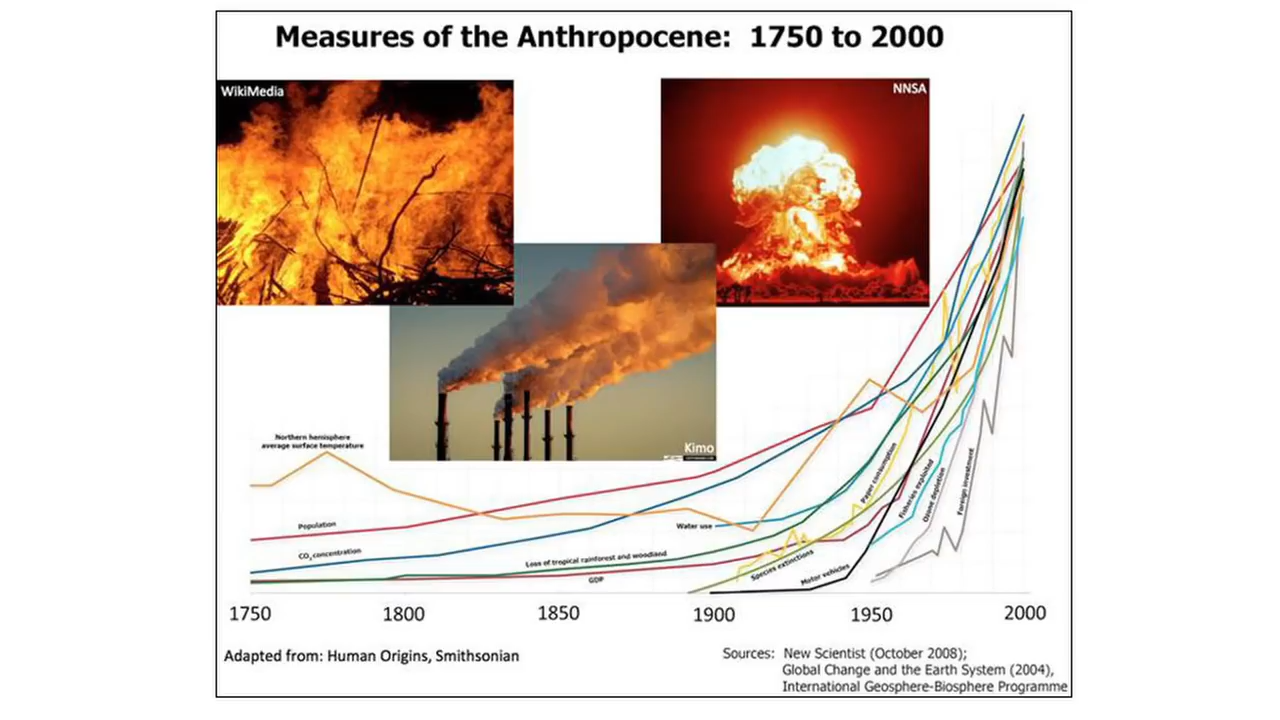 Measures of the Anthropocene: 1750 to 2000
WikiMedia
NNSA
Kimo
Northern hemisphere
average surface temperature
Population
CO₂ concentration
Water use
Loss of tropical rainforest and woodland
GDP
Species extinctions
Motor vehicles
Paper consumption
Fisheries exploited
Ozone depletion
Foreign investment
1750
1800
1850
1900
1950
2000
Adapted from: Human Origins, Smithsonian
Sources: New Scientist (October 2008);
Global Change and the Earth System (2004),
International Geosphere-Biosphere Programme